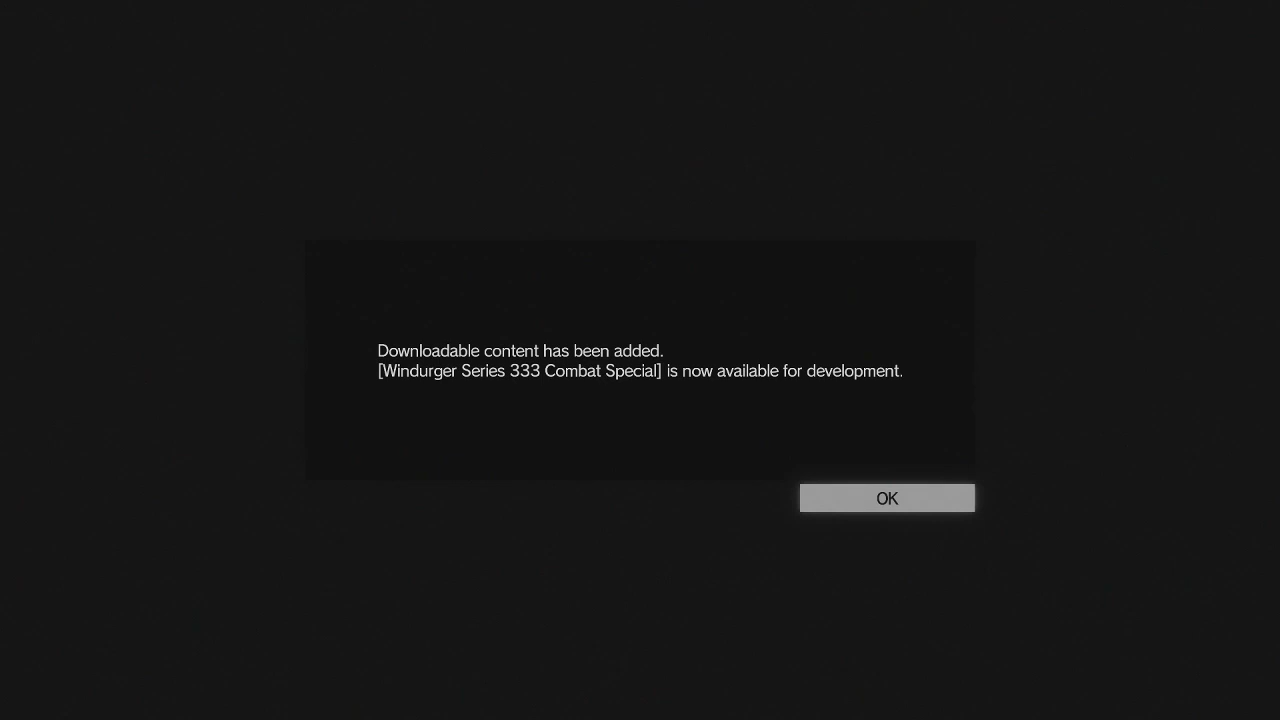 Downloadable content has been added.
[Windurger Series 333 Combat Special] is now available for development.
OK